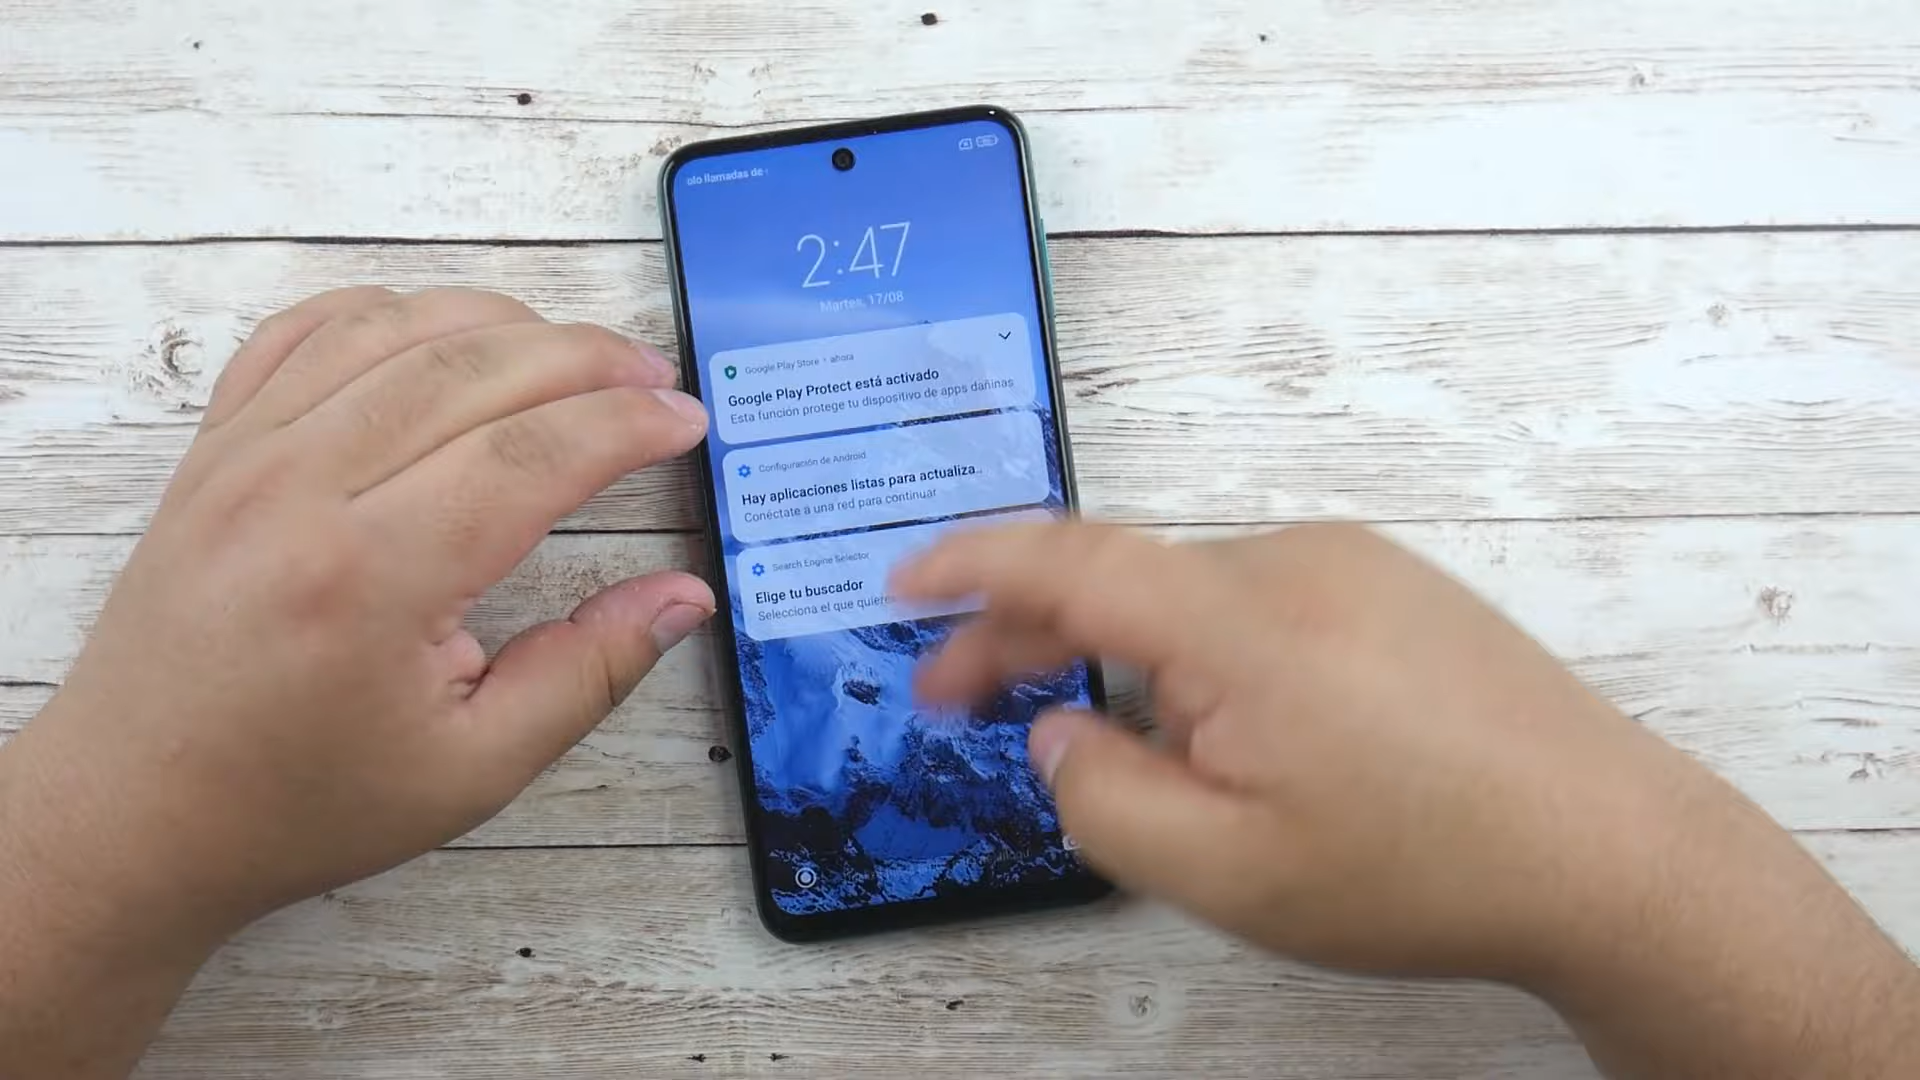 olo llamadas de
2:47
Martes, 17/08
Google Play Store • ahora
Google Play Protect está activado
Esta función protege tu dispositivo de apps dañinas
Configuración de Android
Hay aplicaciones listas para actualiza..
Conéctate a una red para continuar
Search Engine Selector
Elige tu buscador
Selecciona el que quieres